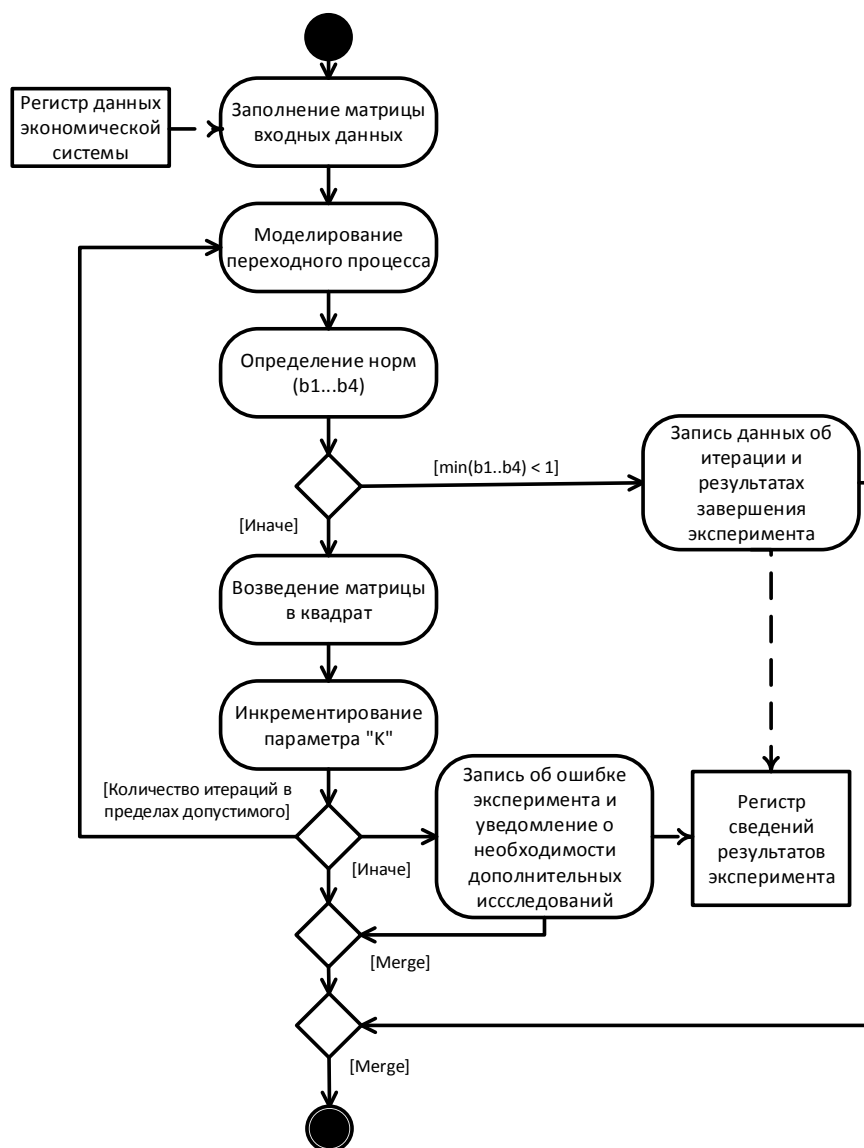 Регистр данных
экономической
системы
Заполнение матрицы
входных данных
Моделирование
переходного процесса
Определение норм
(b1...b4)
[min(b1..b4) < 1]
Запись данных об
итерации и
результатах
завершения
эксперимента
[Иначе]
Возведение матрицы
в квадрат
Инкрементирование
параметра "K"
[Количество итераций в
пределах допустимого]
[Иначе]
Запись об ошибке
эксперимента и
уведомление о
необходимости
дополнительных
иссследований
Регистр
сведений
результатов
эксперимента
[Merge]
[Merge]